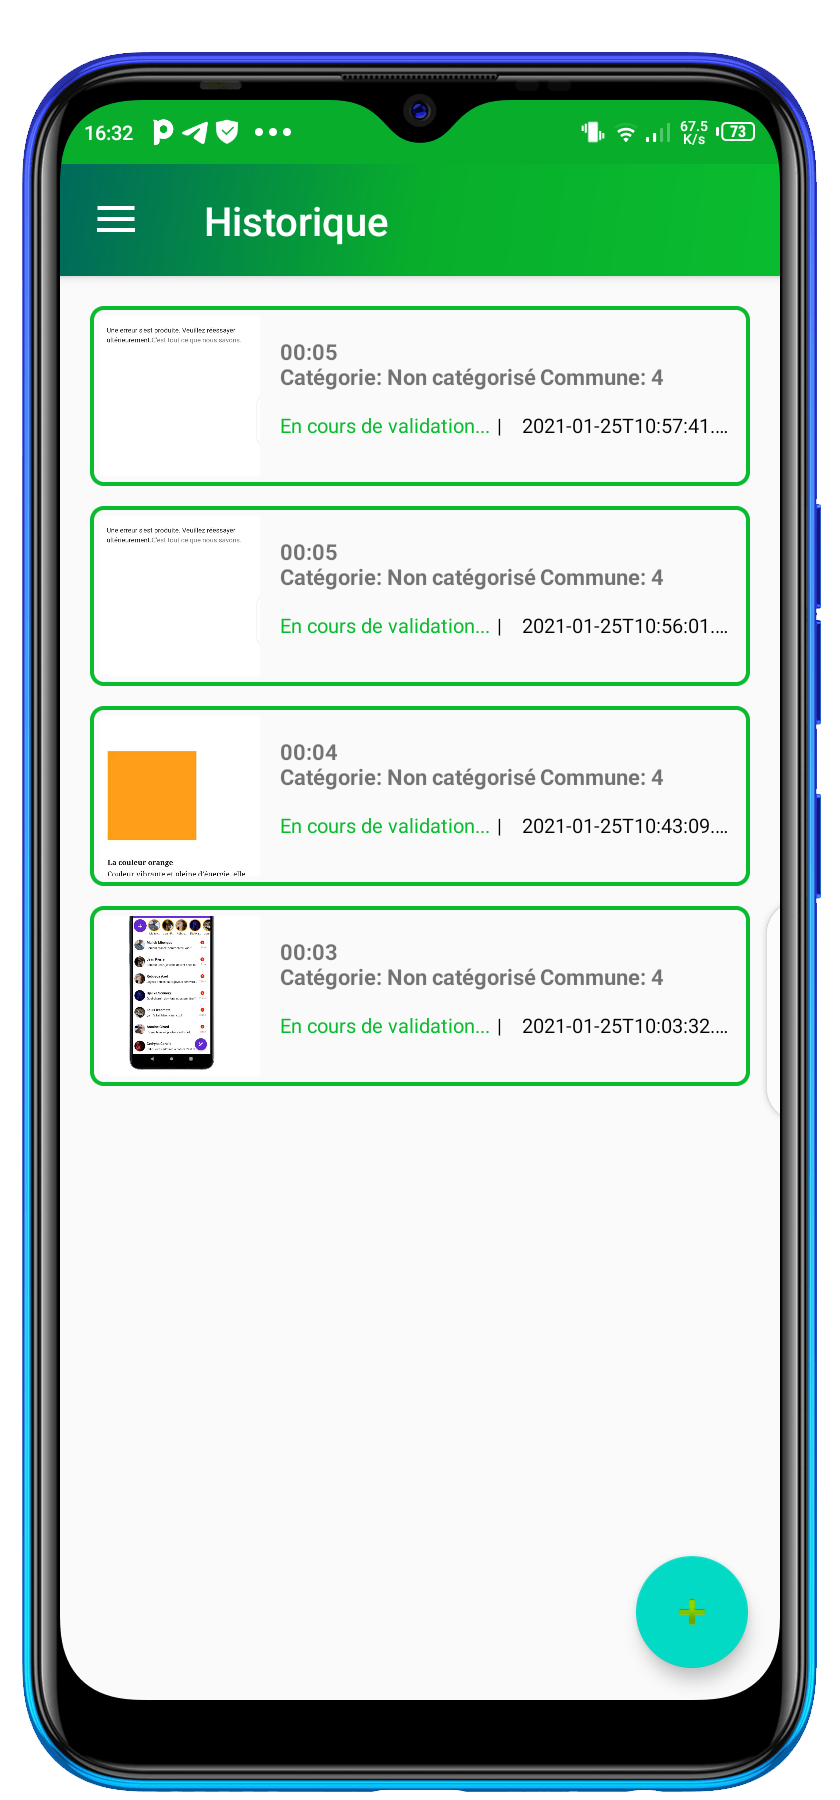 16:32
67.5
K/s
73
Historique
Une erreur s'est produite. Veuillez réessayer
ultérieurement.C'est tout ce que nous savons.
00:05
Catégorie: Non catégorisé Commune: 4
En cours de validation... | 2021-01-25T10:57:41....
Une erreur s'est produite. Veuillez réessayer
ultérieurement.C'est tout ce que nous savons.
00:05
Catégorie: Non catégorisé Commune: 4
En cours de validation... | 2021-01-25T10:56:01....
La couleur orange
Couleur vibrante et pleine d'énergie, elle
00:04
Catégorie: Non catégorisé Commune: 4
En cours de validation... | 2021-01-25T10:43:09....
00:03
Catégorie: Non catégorisé Commune: 4
En cours de validation... | 2021-01-25T10:03:32....